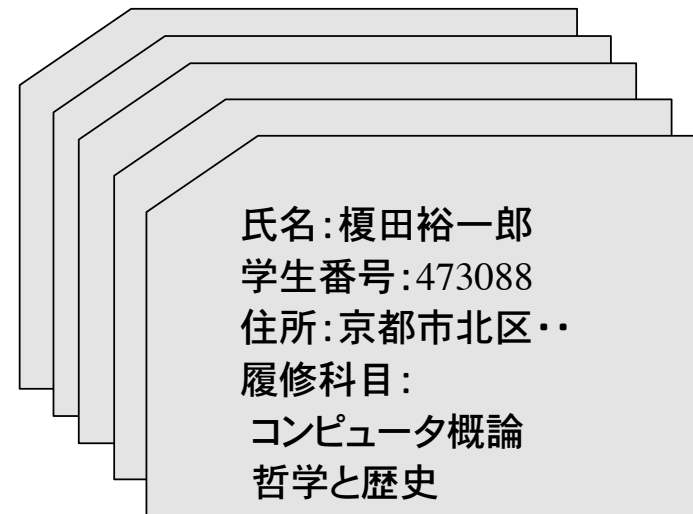 氏名：榎田裕一郎
学生番号：473088
住所：京都市北区・・
履修科目：
コンピュータ概論
哲学と歴史